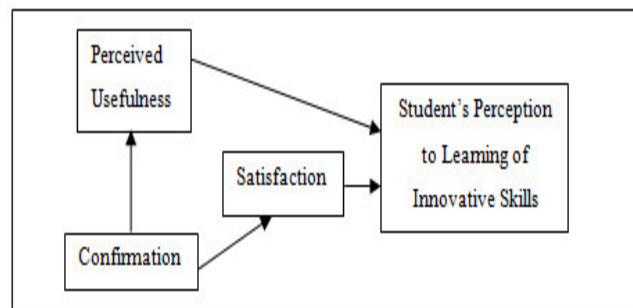 Perceived
Usefulness
Student's Perception
to Learning of
Innovative Skills
Satisfaction
Confirmation